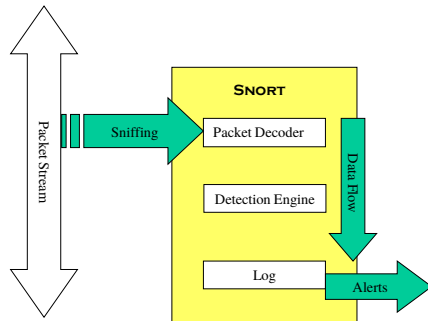 SNORT
Packet Stream
Sniffing
Packet Decoder
Data Flow
Detection Engine
Log
Alerts